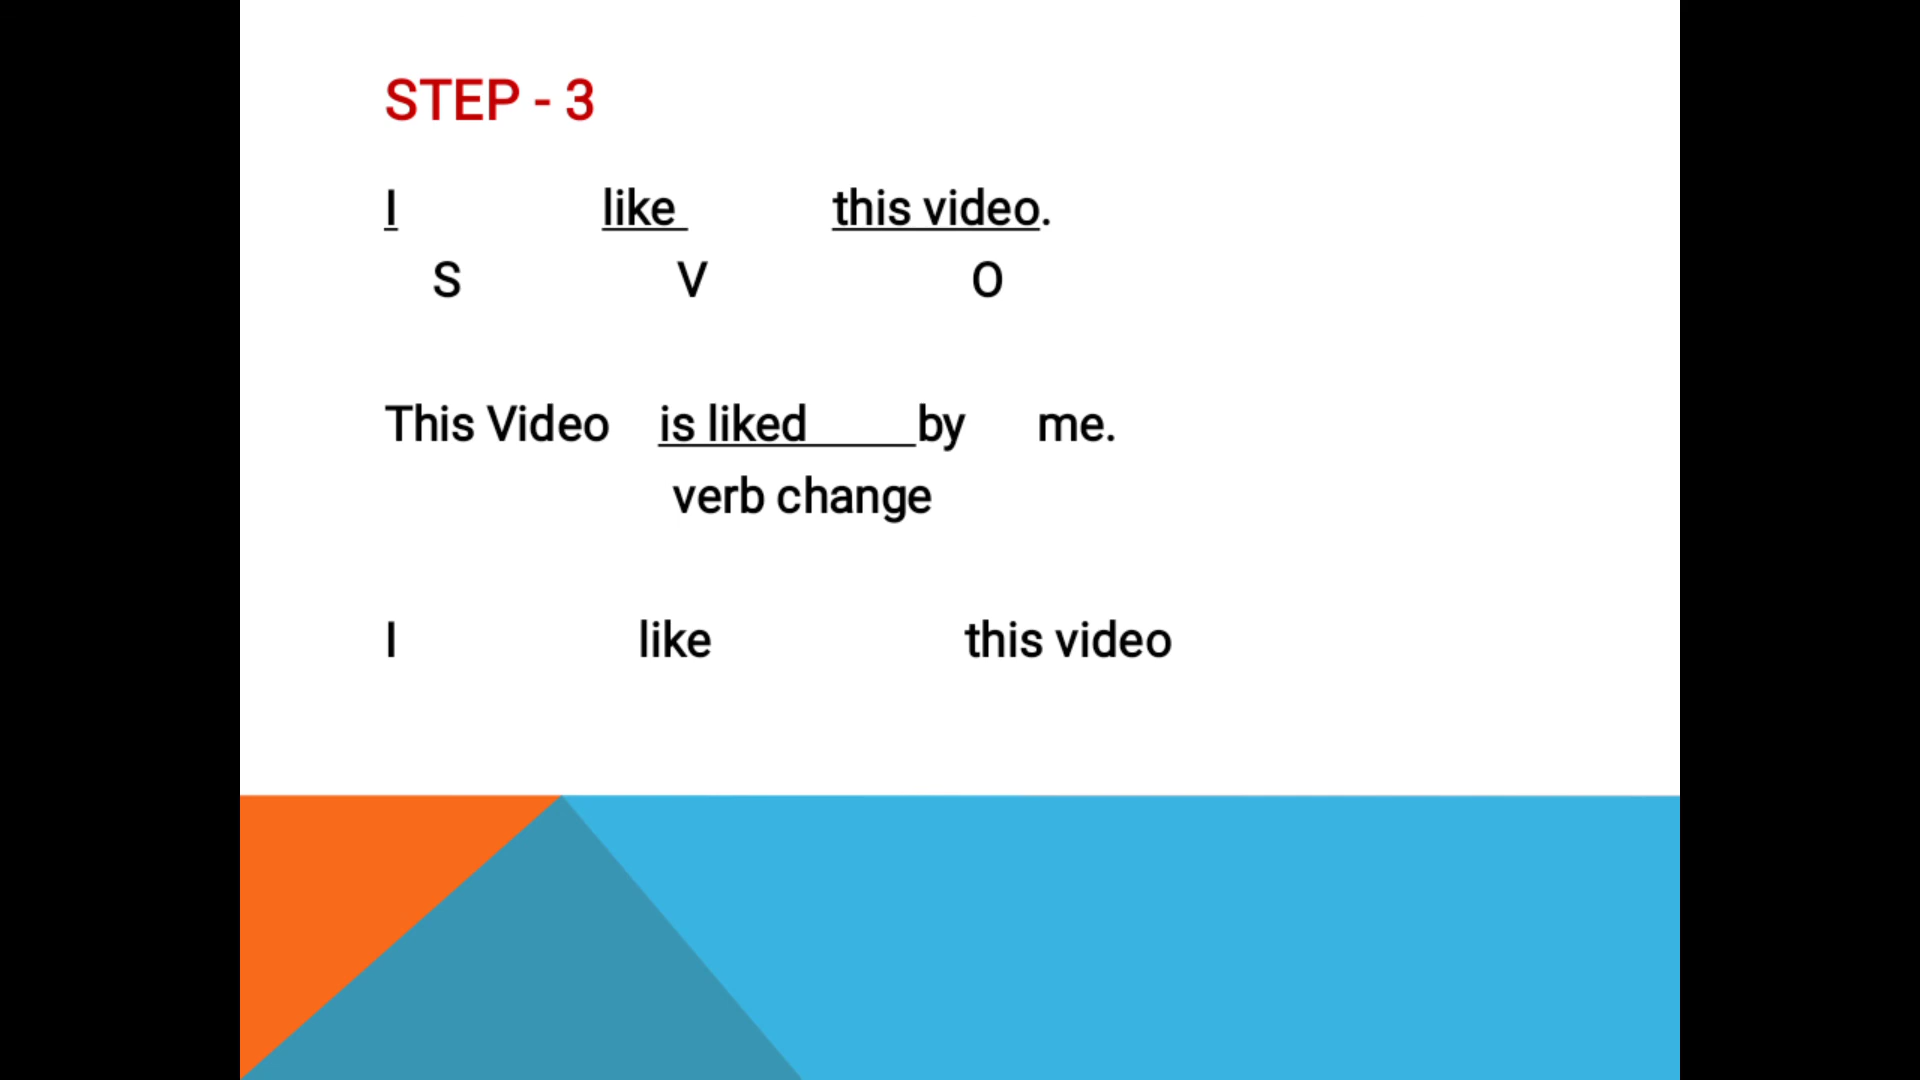 STEP - 3
I like this video.
S V O
This Video is liked by me.
verb change
I like this video